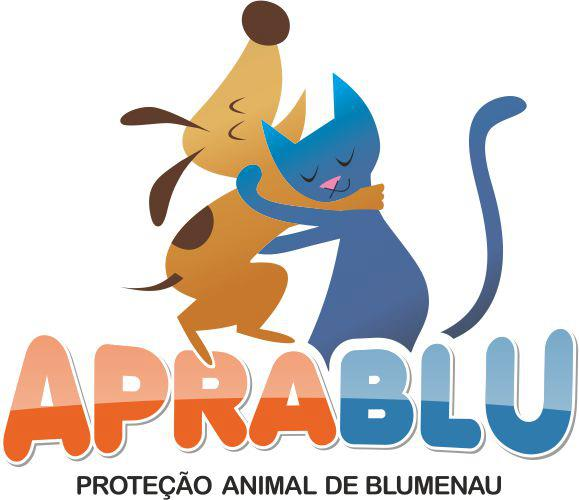 APRABLU
PROTEÇÃO ANIMAL DE BLUMENAU